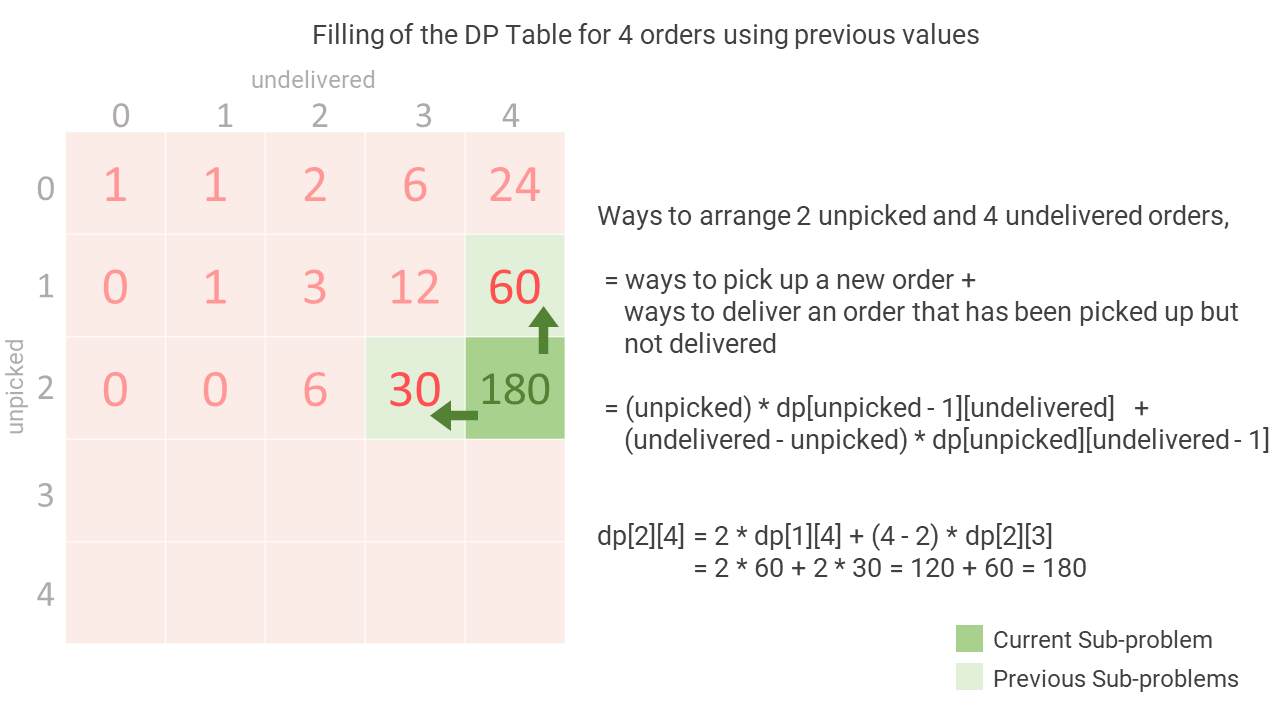 Filling of the DP Table for 4 orders using previous values
undelivered
0 1 2 3 4
0 1 1 2 6 24
1 0 1 3 12 60
2 0 0 6 30 180
3
4
unpicked
Ways to arrange 2 unpicked and 4 undelivered orders,
= ways to pick up a new order +
ways to deliver an order that has been picked up but
not delivered
= (unpicked) * dp[unpicked - 1][undelivered] +
(undelivered - unpicked) * dp[unpicked][undelivered - 1]
dp[2][4] = 2 * dp[1][4] + (4 - 2) * dp[2][3]
= 2 * 60 + 2 * 30 = 120 + 60 = 180
Current Sub-problem
Previous Sub-problems